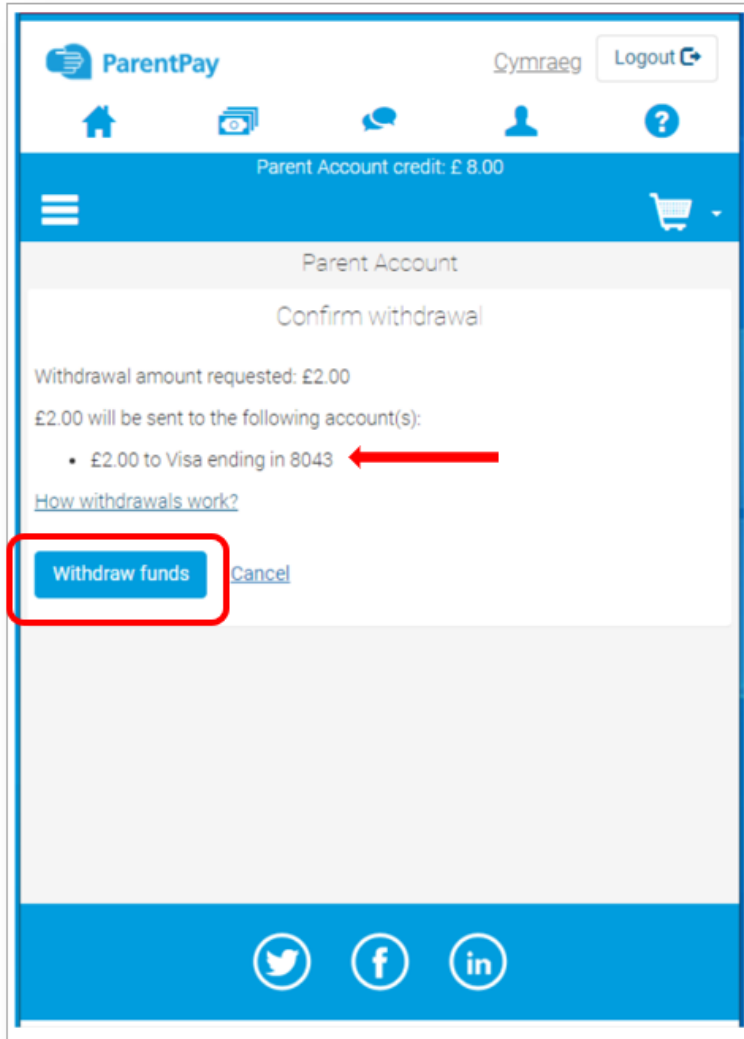 ParentPay
Cymraeg
Logout
Parent Account credit: £ 8.00
Parent Account
Confirm withdrawal
Withdrawal amount requested: £2.00
£2.00 will be sent to the following account(s):
• £2.00 to Visa ending in 8043
How withdrawals work?
Withdraw funds Cancel